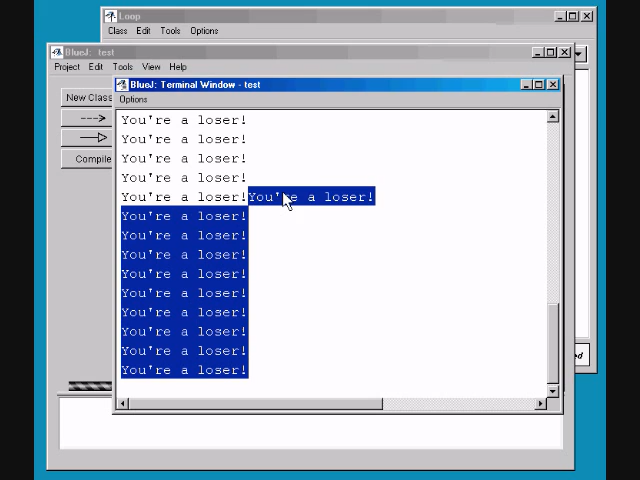 Loop
Class Edit Tools Options
BlueJ: test
Project Edit Tools View Help
New Class
Compile
BlueJ: Terminal Window - test
Options
You're a loser!
You're a loser!
You're a loser!
You're a loser!
You're a loser!You're a loser!
You're a loser!
You're a loser!
You're a loser!
You're a loser!
You're a loser!
You're a loser!
You're a loser!
You're a loser!
You're a loser!